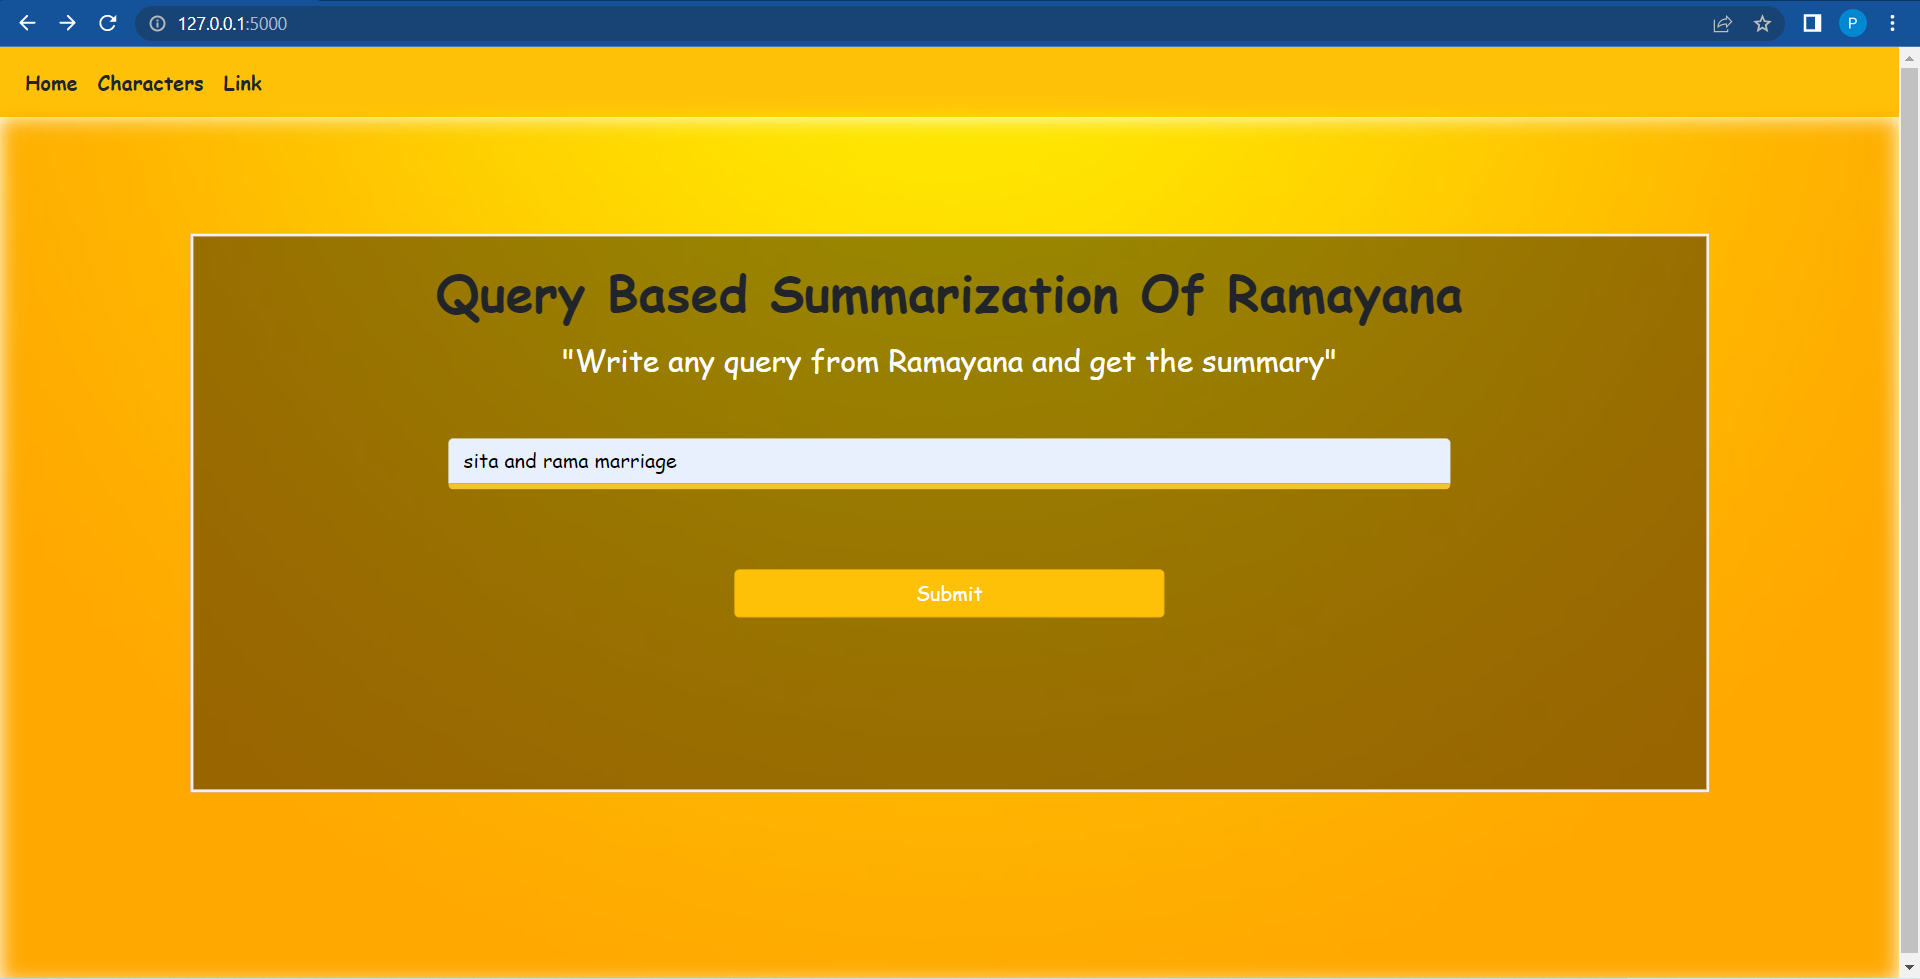 127.0.0.1:5000
P
Home Characters Link
Query Based Summarization Of Ramayana
"Write any query from Ramayana and get the summary"
sita and rama marriage
Submit